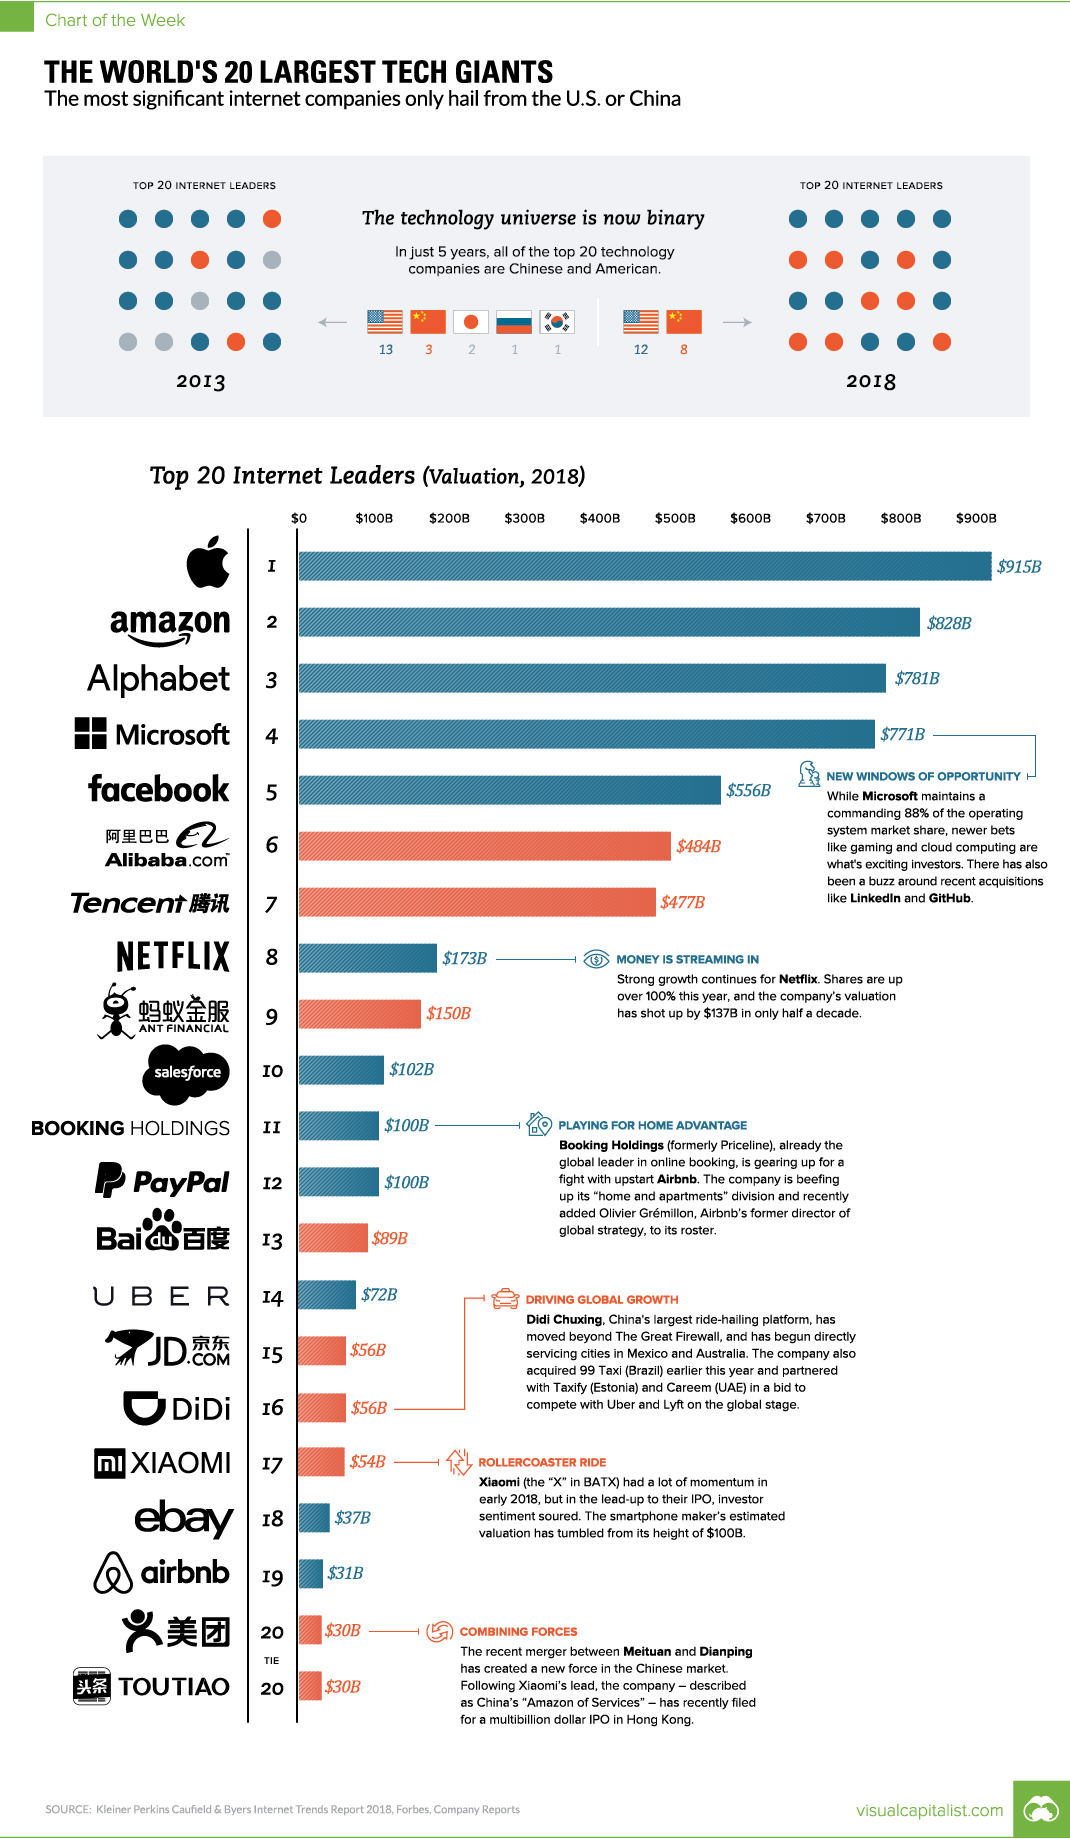 Chart of the Week
THE WORLD'S 20 LARGEST TECH GIANTS
The most significant internet companies only hail from the U.S. or China
TOP 20 INTERNET LEADERS
2013
The technology universe is now binary
In just 5 years, all of the top 20 technology
companies are Chinese and American.
13 3 2 1 1
12 8
TOP 20 INTERNET LEADERS
2018
Top 20 Internet Leaders (Valuation, 2018)
$0 $100B $200B $300B $400B $500B $600B $700B $800B $900B
1 $915B
amazon 2 $828B
Alphabet 3 $781B
Microsoft 4 $771B
NEW WINDOWS OF OPPORTUNITY
While Microsoft maintains a
commanding 88% of the operating
system market share, newer bets
like gaming and cloud computing are
what's exciting investors. There has also
been a buzz around recent acquisitions
like LinkedIn and GitHub.
facebook 5 $556B
阿里巴巴
Alibaba.com™ 6 $484B
Tencent 腾讯 7 $477B
NETFLIX 8 $173B
MONEY IS STREAMING IN
Strong growth continues for Netflix. Shares are up
over 100% this year, and the company's valuation
has shot up by $137B in only half a decade.
蚂蚁金服
ANT FINANCIAL 9 $150B
salesforce 10 $102B
BOOKING HOLDINGS 11 $100B
PLAYING FOR HOME ADVANTAGE
Booking Holdings (formerly Priceline), already the
global leader in online booking, is gearing up for a
fight with upstart Airbnb. The company is beefing
up its “home and apartments” division and recently
added Olivier Grémillon, Airbnb's former director of
global strategy, to its roster.
PayPal 12 $100B
Baidu百度 13 $89B
UBER 14 $72B
DRIVING GLOBAL GROWTH
Didi Chuxing, China's largest ride-hailing platform, has
moved beyond The Great Firewall, and has begun directly
servicing cities in Mexico and Australia. The company also
acquired 99 Taxi (Brazil) earlier this year and partnered
with Taxify (Estonia) and Careem (UAE) in a bid to
compete with Uber and Lyft on the global stage.
JD京东.COM 15 $56B
DiDi 16 $56B
mi XIAOMI 17 $54B
ROLLERCOASTER RIDE
Xiaomi (the “X” in BATX) had a lot of momentum in
early 2018, but in the lead-up to their IPO, investor
sentiment soured. The smartphone maker's estimated
valuation has tumbled from its height of $100B.
ebay 18 $37B
airbnb 19 $31B
美团 20 $30B
TIE
COMBINING FORCES
The recent merger between Meituan and Dianping
has created a new force in the Chinese market.
Following Xiaomi's lead, the company – described
as China's “Amazon of Services” – has recently filed
for a multibillion dollar IPO in Hong Kong.
头条 TOUTIAO 20 $30B
SOURCE: Kleiner Perkins Caufield & Byers Internet Trends Report 2018, Forbes, Company Reports
visualcapitalist.com